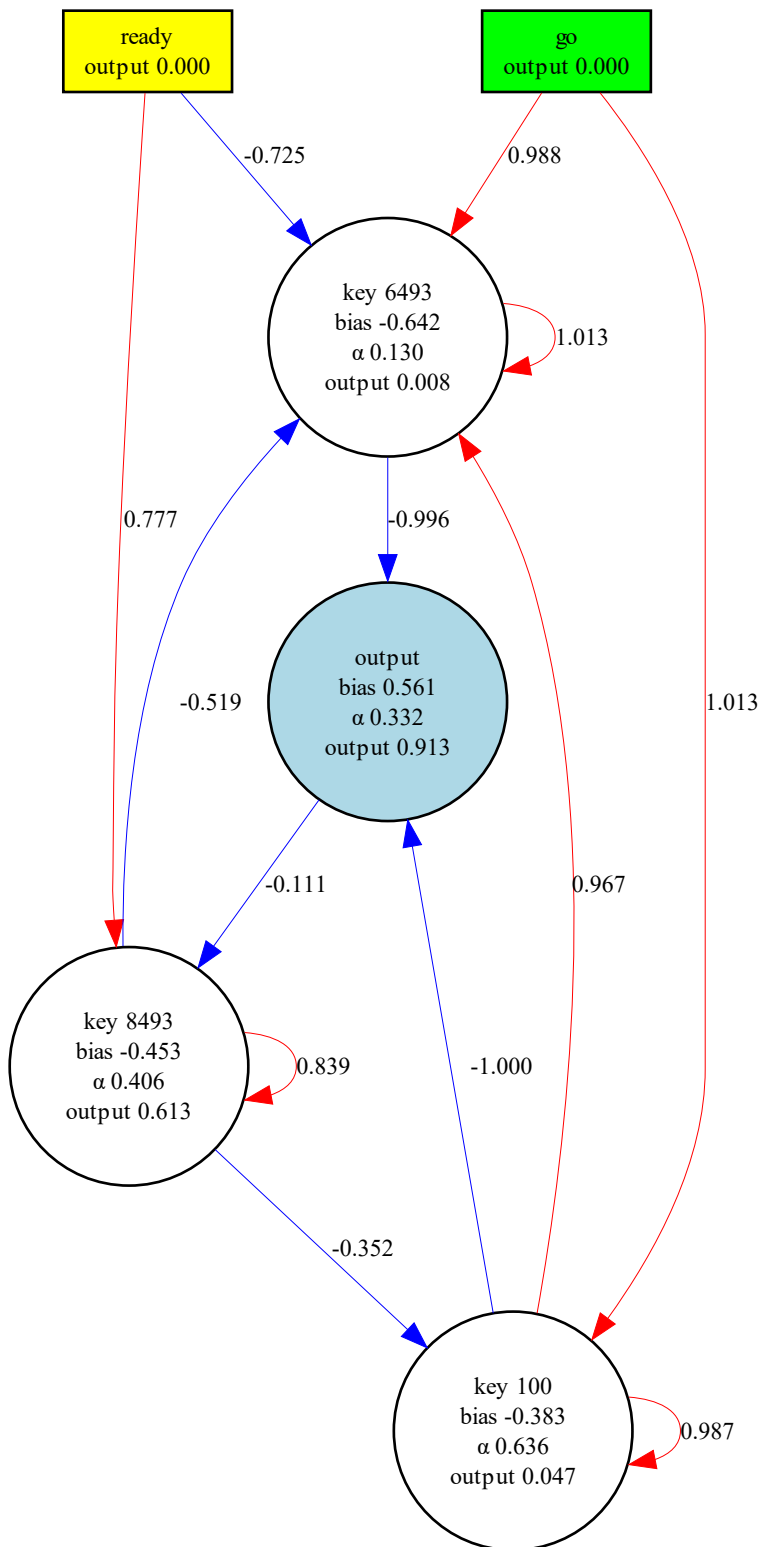 ready
output 0.000
go
output 0.000
-0.725
0.988
key 6493
bias -0.642
α 0.130
output 0.008
1.013
0.777
-0.996
-0.519
output
bias 0.561
α 0.332
output 0.913
1.013
-0.111
0.967
key 8493
bias -0.453
α 0.406
output 0.613
0.839
-1.000
-0.352
key 100
bias -0.383
α 0.636
output 0.047
0.987